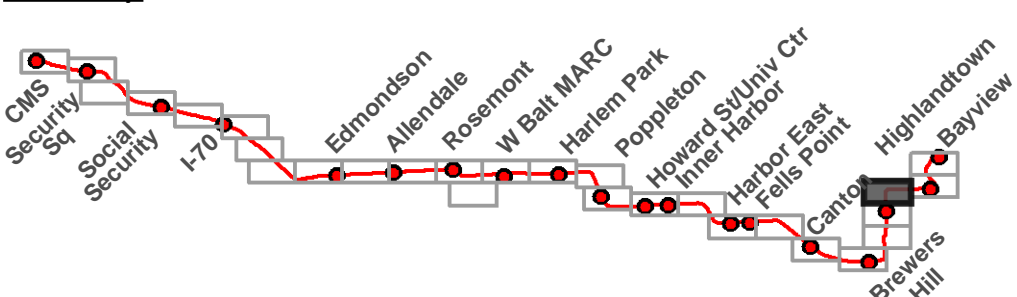 CMS
Security
Sq
Social
Security
I-70
Edmondson
Allendale
Rosemont
W Balt MARC
Harlem Park
Poppleton
Howard St/Univ Ctr
Inner Harbor
Harbor East
Fells Point
Canton
Brewers
Hill
Highlandtown
Bayview